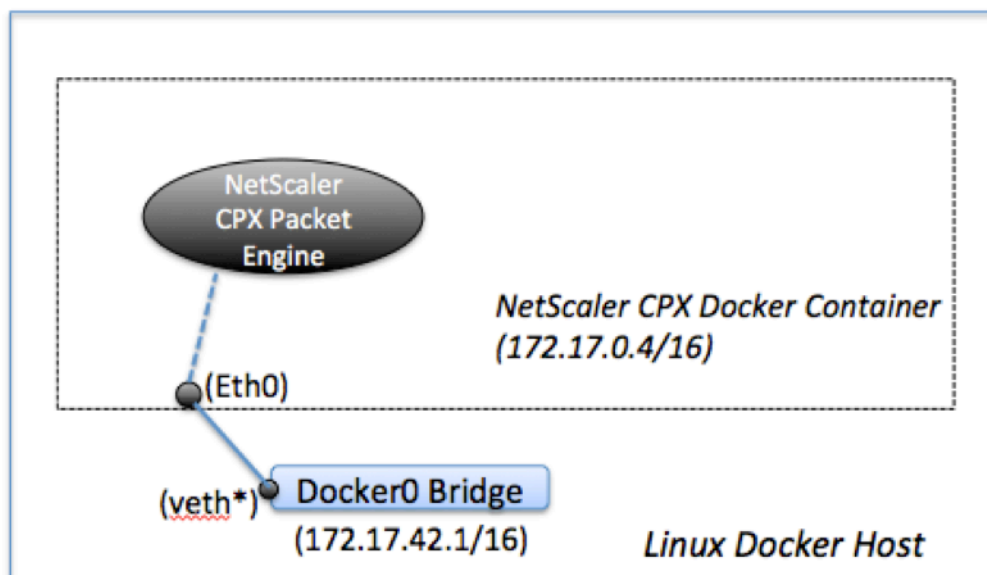 NetScaler
CPX Packet
Engine
NetScaler CPX Docker Container
(172.17.0.4/16)
(Eth0)
(veth*)
Docker0 Bridge
(172.17.42.1/16)
Linux Docker Host